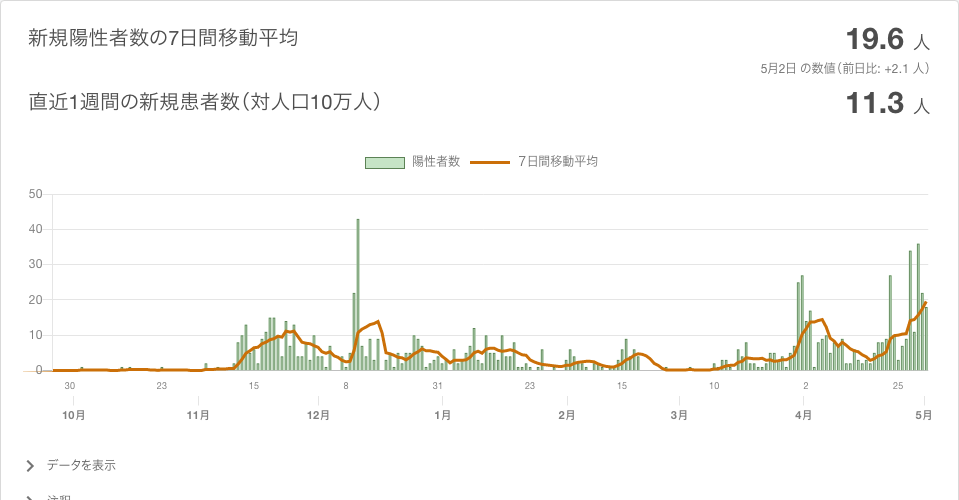 新規陽性者数の7日間移動平均
19.6 人
5月2日 の数値（前日比: +2.1 人）
直近1週間の新規患者数（対人口10万人）
11.3 人
陽性者数 7日間移動平均
50
40
30
20
10
0
30 23 15 8 31 23 15 10 2 25
10月 11月 12月 1月 2月 3月 4月 5月
データを表示
注釈